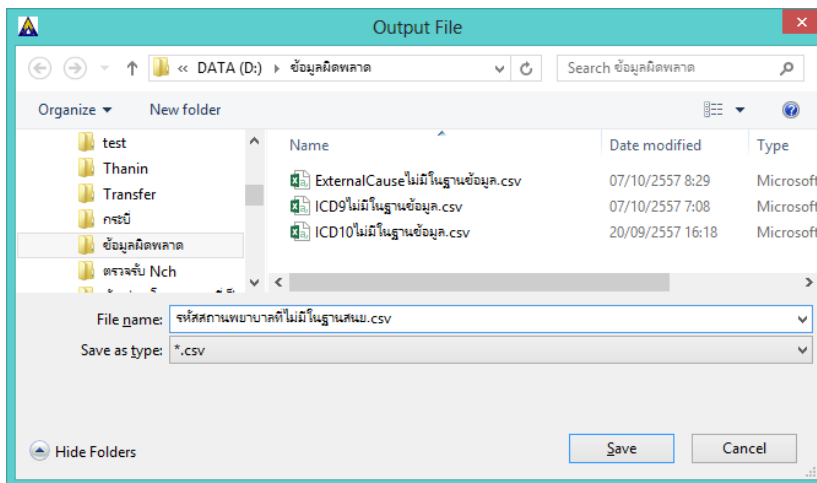 Output File
« DATA (D:) ข้อมูลผิดพลาด Search ข้อมูลผิดพลาด
Organize New folder
test
Thanin
Transfer
กระบี่
ข้อมูลผิดพลาด
ตรวจรับ Nch
Name Date modified Type
ExternalCauseไม่มีในฐานข้อมูล.csv 07/10/2557 8:29 Microsoft
ICD9ไม่มีในฐานข้อมูล.csv 07/10/2557 7:08 Microsoft
ICD10ไม่มีในฐานข้อมูล.csv 20/09/2557 16:18 Microsoft
File name: รหัสสถานพยาบาลที่ไม่มีในฐานสนย.csv
Save as type: *.csv
Hide Folders Save Cancel